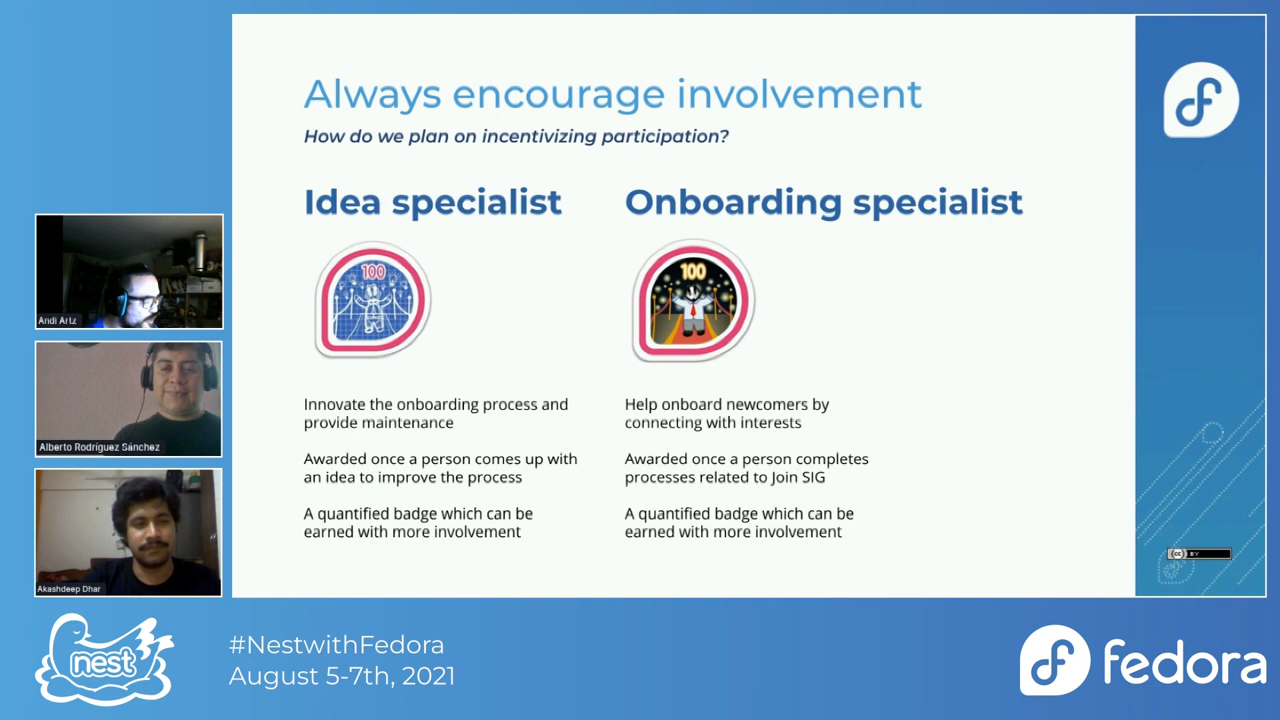 Always encourage involvement
How do we plan on incentivizing participation?
Idea specialist
Onboarding specialist
100
100
Innovate the onboarding process and
provide maintenance
Awarded once a person comes up with
an idea to improve the process
A quantified badge which can be
earned with more involvement
Help onboard newcomers by
connecting with interests
Awarded once a person completes
processes related to Join SIG
A quantified badge which can be
earned with more involvement
Andi Artz
Alberto Rodríguez Sánchez
Akashdeep Dhar
cc BY
nest
#NestwithFedora
August 5-7th, 2021
fedora